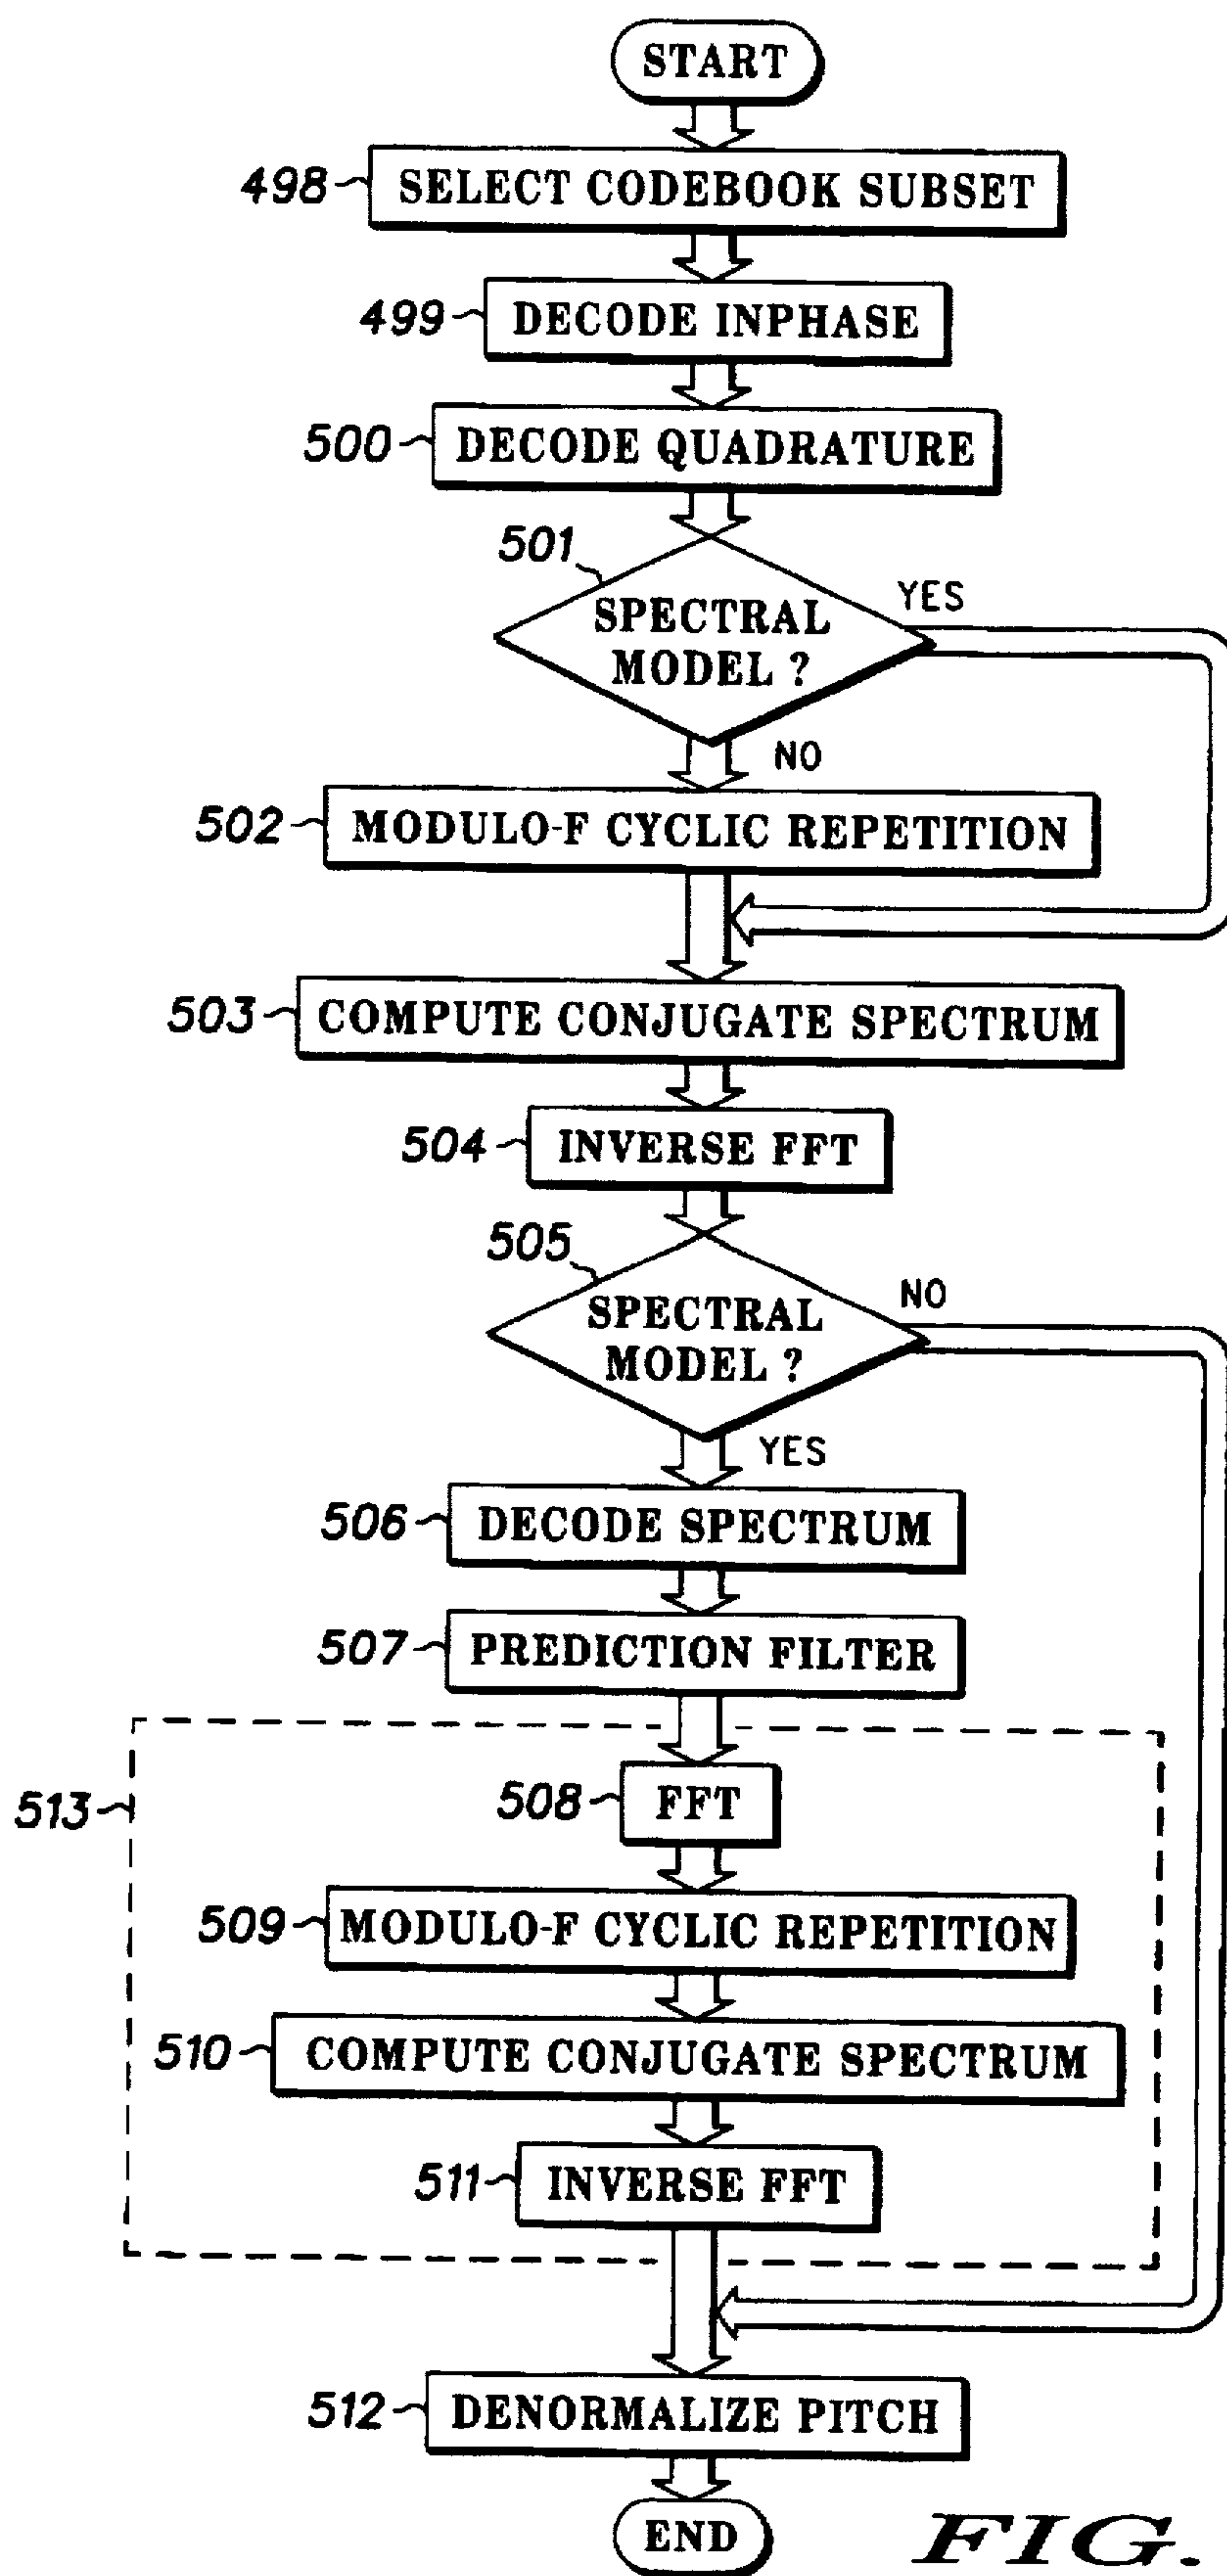 START
498
SELECT CODEBOOK SUBSET
499
DECODE INPHASE
500
DECODE QUADRATURE
501
SPECTRAL
MODEL ?
YES
NO
502
MODULO-F CYCLIC REPETITION
503
COMPUTE CONJUGATE SPECTRUM
504
INVERSE FFT
505
SPECTRAL
MODEL ?
NO
YES
506
DECODE SPECTRUM
507
PREDICTION FILTER
513
508
FFT
509
MODULO-F CYCLIC REPETITION
510
COMPUTE CONJUGATE SPECTRUM
511
INVERSE FFT
512
DENORMALIZE PITCH
END
FIG.